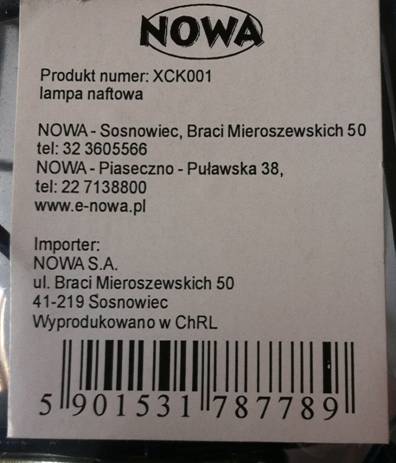 NOWA
Produkt numer: XCK001
lampa naftowa
NOWA - Sosnowiec, Braci Mieroszewskich 50
tel: 32 3605566
NOWA - Piaseczno - Puławska 38,
tel: 22 7138800
www.e-nowa.pl
Importer:
NOWA S.A.
ul. Braci Mieroszewskich 50
41-219 Sosnowiec
Wyprodukowano w ChRL
5 901531 787789